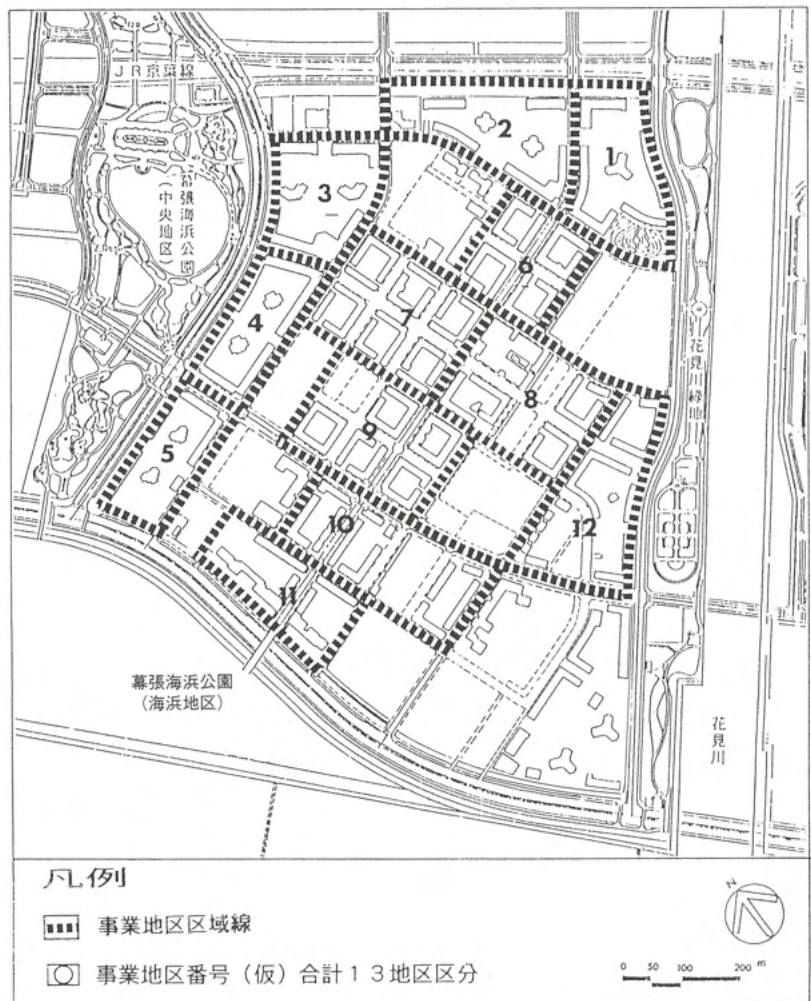 JR京葉線
幕張海浜公園
(中央地区)
1
2
3
4
5
6
7
8
9
10
11
12
花見川緑地
幕張海浜公園
(海浜地区)
花見川
凡例
事業地区区域線
事業地区番号(仮)合計13地区区分
N
0 50 100 200 m